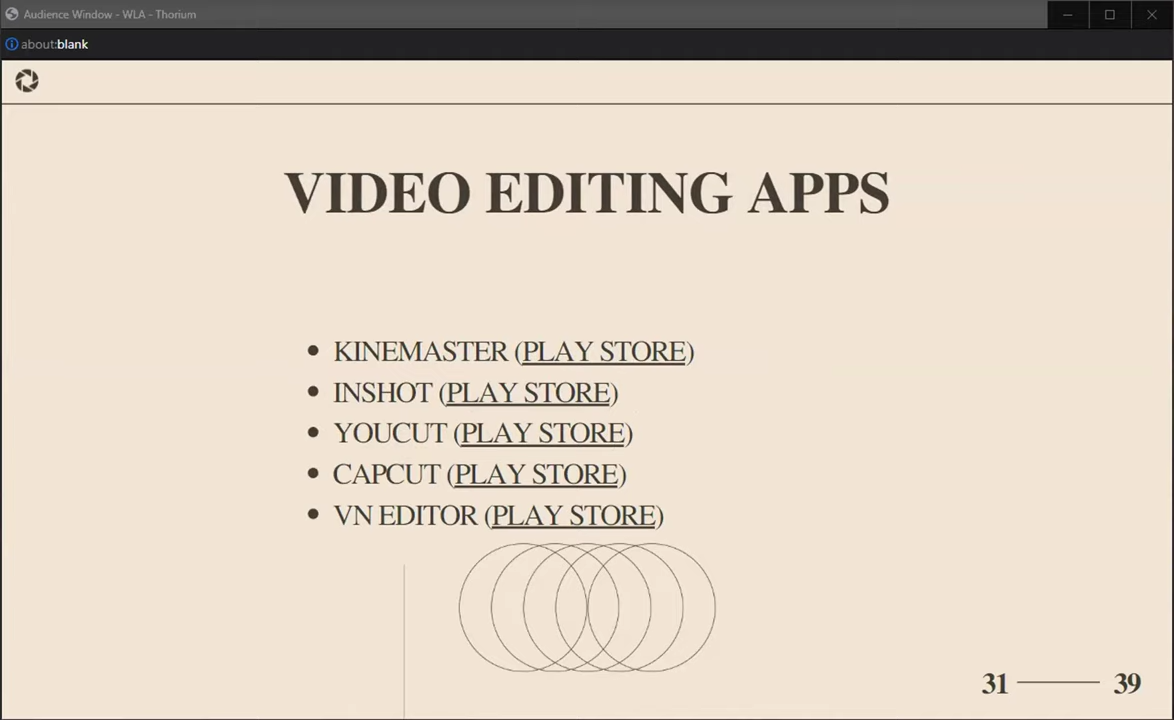 Audience Window - WLA - Thorium
about:blank
VIDEO EDITING APPS
• KINEMASTER (PLAY STORE)
• INSHOT (PLAY STORE)
• YOUCUT (PLAY STORE)
• CAPCUT (PLAY STORE)
• VN EDITOR (PLAY STORE)
31 39